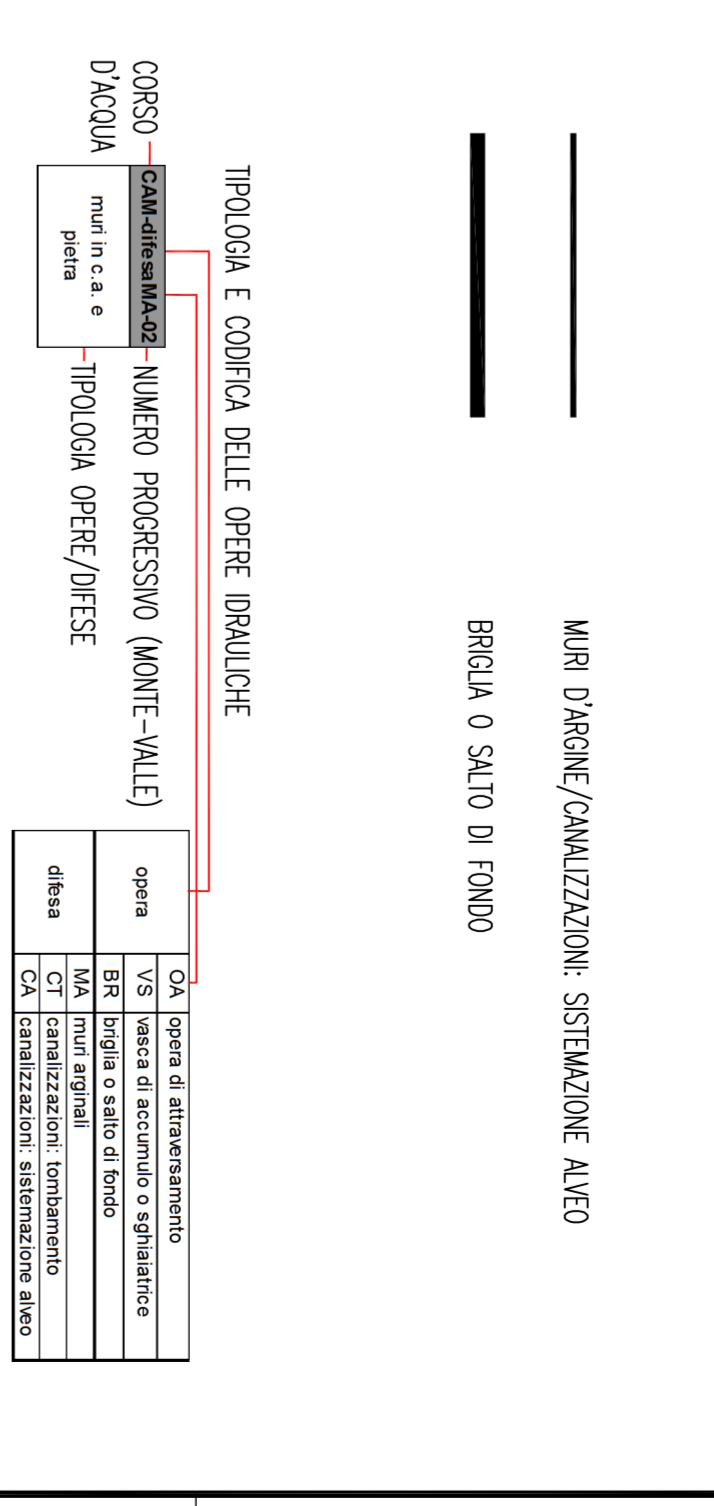 MURI D'ARGINE/CANALIZZAZIONI: SISTEMAZIONE ALVEO
BRIGLIA O SALTO DI FONDO
TIPOLOGIA E CODIFICA DELLE OPERE IDRAULICHE
CORSO
D'ACQUA
CAM-difesaMA-02
muri in c.a. e
pietra
NUMERO PROGRESSIVO (MONTE-VALLE)
TIPOLOGIA OPERE/DIFESE
opera
OA opera di attraversamento
VS vasca di accumulo o sghiaiatrice
BR briglia o salto di fondo
difesa
MA muri arginali
CT canalizzazioni: tombamento
CA canalizzazioni: sistemazione alveo